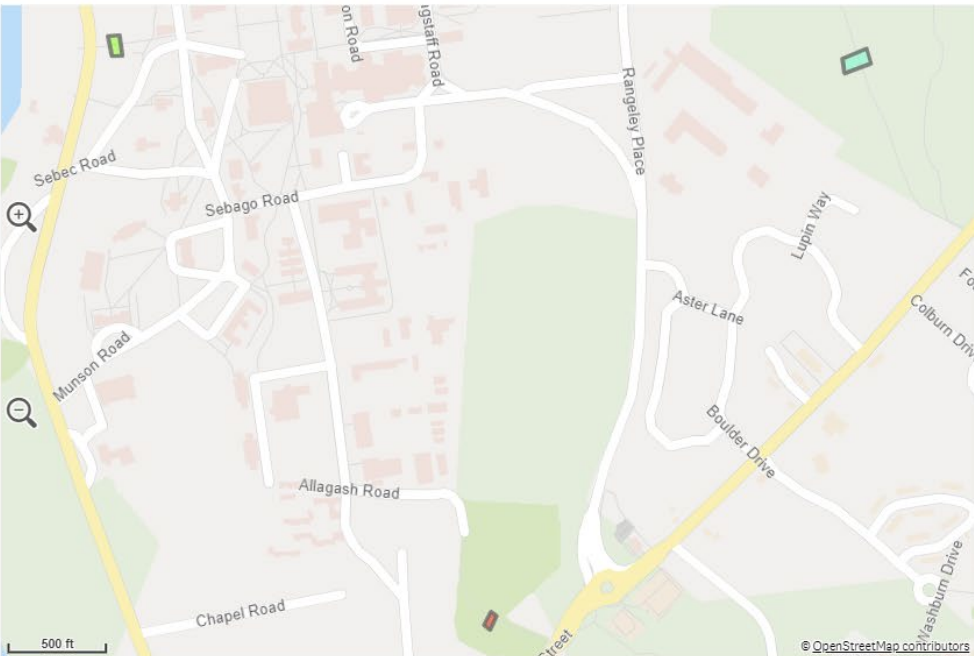 on Road
gstaff Road
Rangeley Place
Sebec Road
Sebago Road
Lupin Way
Aster Lane
Colburn Driv
Munson Road
Boulder Drive
Allagash Road
Washburn Drive
Chapel Road
Street
500 ft
© OpenStreetMap contributors